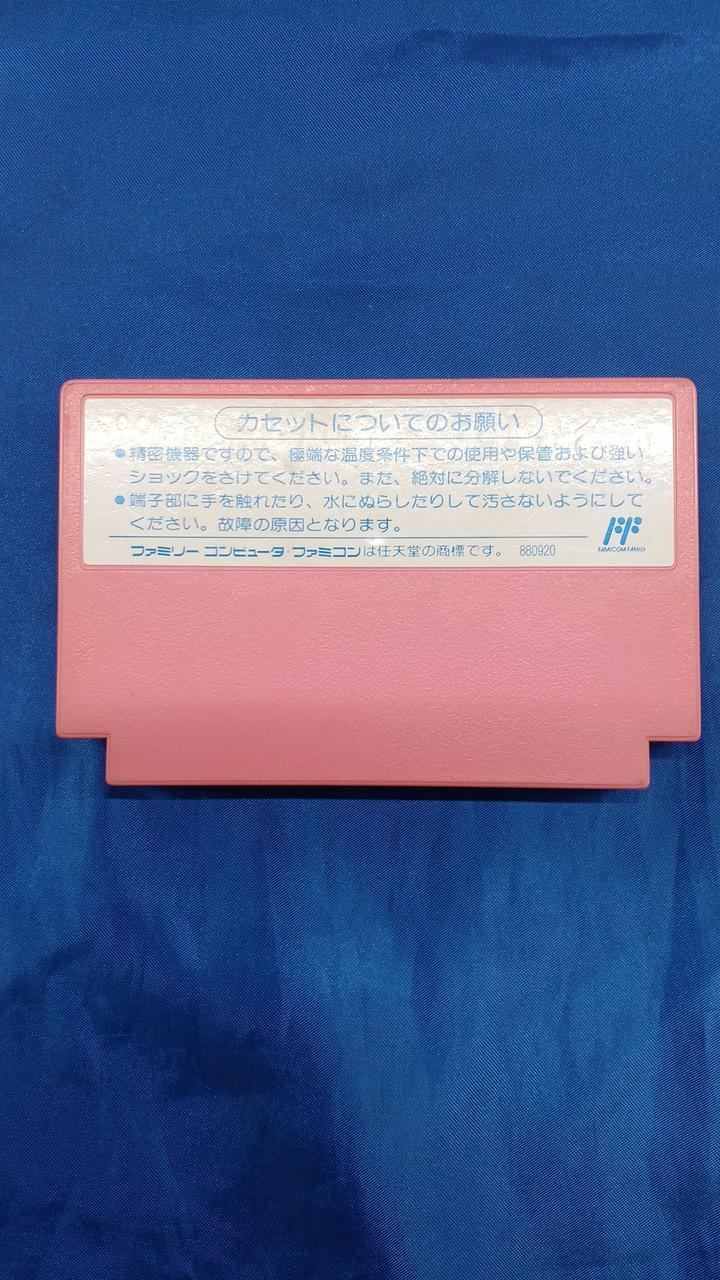 カセットについてのお願い
●精密機器ですので、極端な温度条件下での使用や保管および強い
ショックをさけてください。また、絶対に分解しないでください。
●端子部に手を触れたり、水にぬらしたりして汚さないようにして
ください。故障の原因となります。
ファミリー コンピュータ・ファミコンは任天堂の商標です。 880920
FAMICOM FAMILY